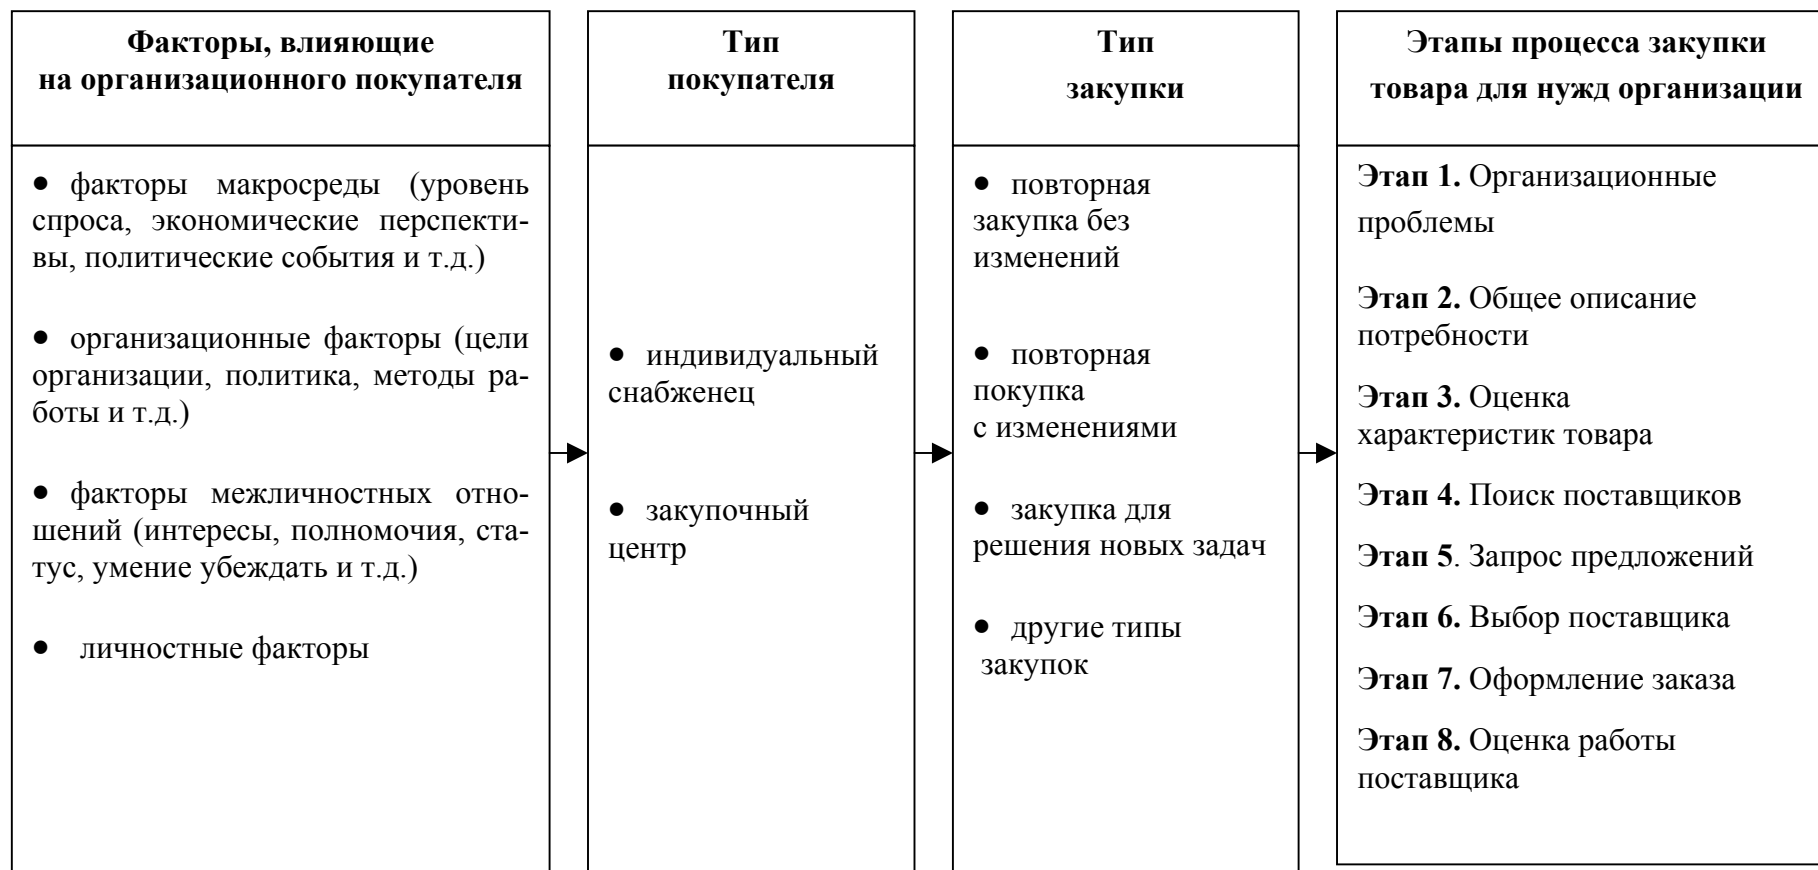 Факторы, влияющие
на организационного покупателя
• факторы макросреды (уровень
спроса, экономические перспекти-
вы, политические события и т.д.)
• организационные факторы (цели
организации, политика, методы ра-
боты и т.д.)
• факторы межличностных отно-
шений (интересы, полномочия, ста-
тус, умение убеждать и т.д.)
• личностные факторы
Тип
покупателя
• индивидуальный
снабженец
• закупочный
центр
Тип
закупки
• повторная
закупка без
изменений
• повторная
покупка
с изменениями
• закупка для
решения новых задач
• другие типы
закупок
Этапы процесса закупки
товара для нужд организации
Этап 1. Организационные
проблемы
Этап 2. Общее описание
потребности
Этап 3. Оценка
характеристик товара
Этап 4. Поиск поставщиков
Этап 5. Запрос предложений
Этап 6. Выбор поставщика
Этап 7. Оформление заказа
Этап 8. Оценка работы
поставщика